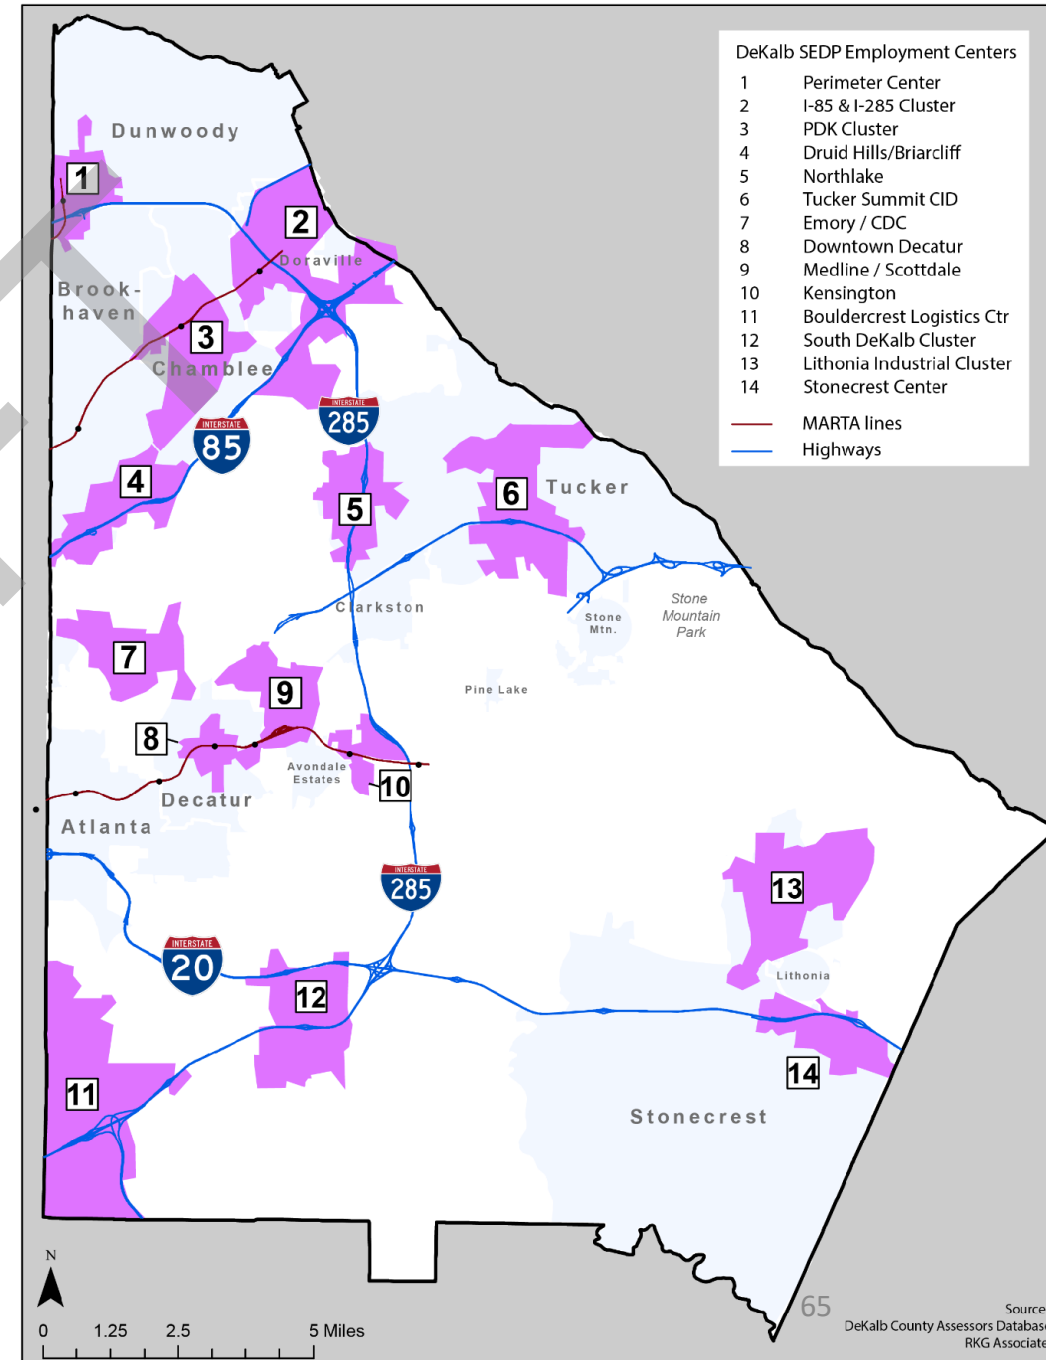 DeKalb SEDP Employment Centers
1 Perimeter Center
2 I-85 & I-285 Cluster
3 PDK Cluster
4 Druid Hills/Briarcliff
5 Northlake
6 Tucker Summit CID
7 Emory / CDC
8 Downtown Decatur
9 Medline / Scottdale
10 Kensington
11 Bouldercrest Logistics Ctr
12 South DeKalb Cluster
13 Lithonia Industrial Cluster
14 Stonecrest Center
MARTA lines
Highways
Dunwoody
1
2
Doraville
Brook-
haven
3
Chamblee
INTERSTATE
285
INTERSTATE
85
4
5
6
Tucker
Clarkston
Stone
Mtn.
Stone
Mountain
Park
7
9
Pine Lake
8
Avondale
Estates
10
Decatur
Atlanta
INTERSTATE
285
13
INTERSTATE
20
12
Lithonia
14
11
Stonecrest
N
65
0 1.25 2.5 5 Miles
Source
DeKalb County Assessors Databas
RKG Associate